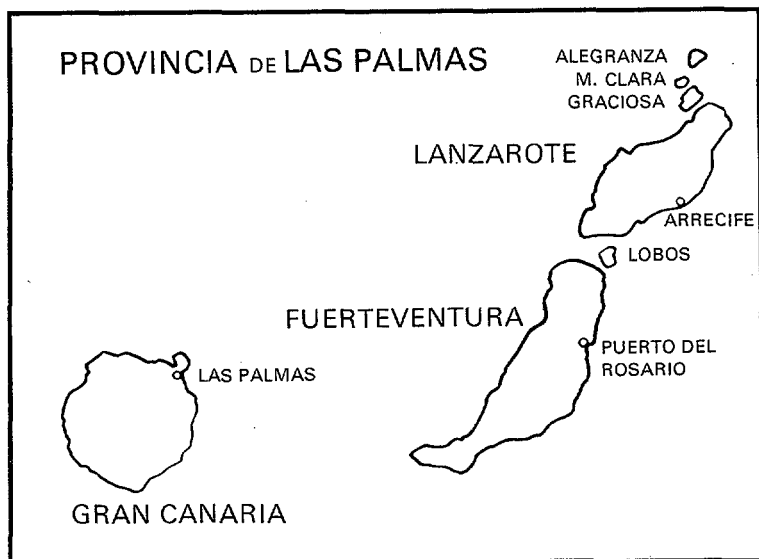 PROVINCIA DE LAS PALMAS
ALEGRANZA
M. CLARA
GRACIOSA
LANZAROTE
ARRECIFE
LOBOS
FUERTEVENTURA
PUERTO DEL
ROSARIO
LAS PALMAS
GRAN CANARIA